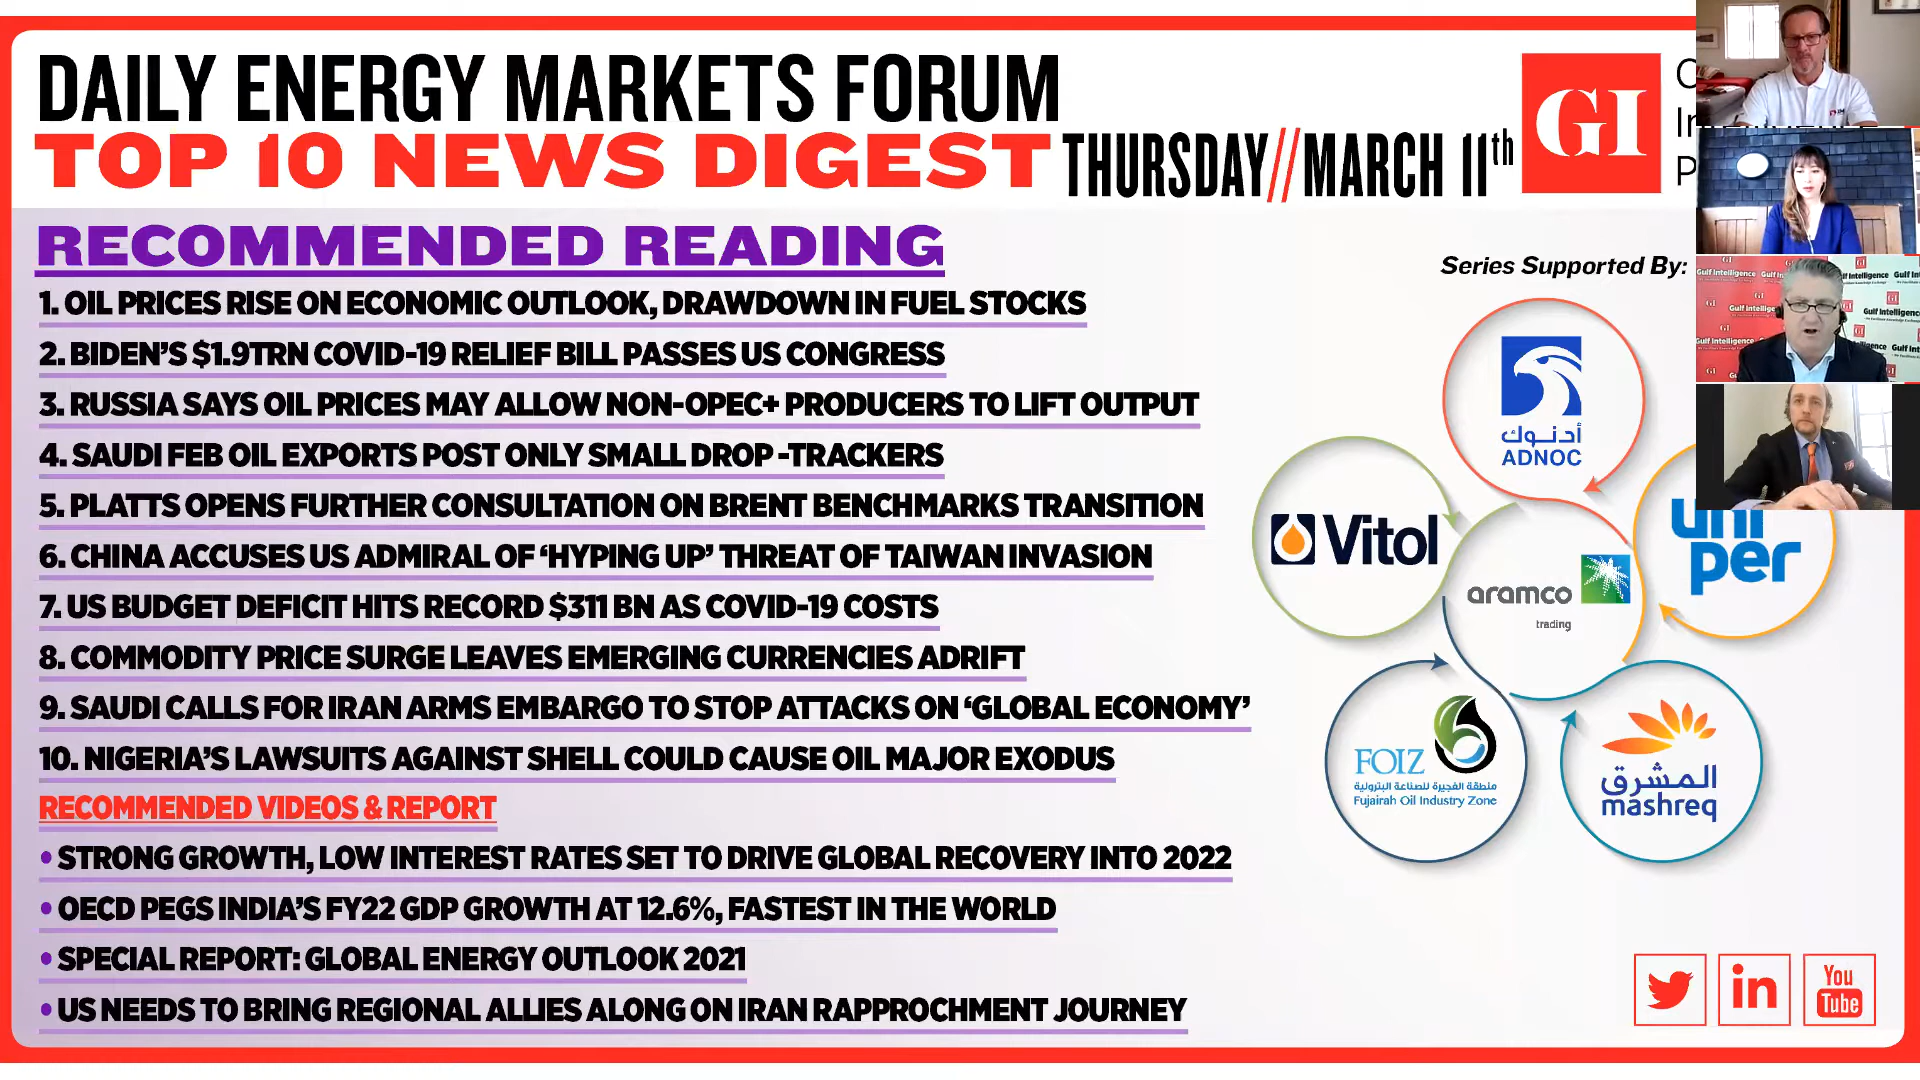 DAILY ENERGY MARKETS FORUM
TOP 10 NEWS DIGEST THURSDAY//MARCH 11th
GI
RECOMMENDED READING
1. OIL PRICES RISE ON ECONOMIC OUTLOOK, DRAWDOWN IN FUEL STOCKS
2. BIDEN'S $1.9TRN COVID-19 RELIEF BILL PASSES US CONGRESS
3. RUSSIA SAYS OIL PRICES MAY ALLOW NON-OPEC+ PRODUCERS TO LIFT OUTPUT
4. SAUDI FEB OIL EXPORTS POST ONLY SMALL DROP -TRACKERS
5. PLATTS OPENS FURTHER CONSULTATION ON BRENT BENCHMARKS TRANSITION
6. CHINA ACCUSES US ADMIRAL OF ‘HYPING UP’ THREAT OF TAIWAN INVASION
7. US BUDGET DEFICIT HITS RECORD $311 BN AS COVID-19 COSTS
8. COMMODITY PRICE SURGE LEAVES EMERGING CURRENCIES ADRIFT
9. SAUDI CALLS FOR IRAN ARMS EMBARGO TO STOP ATTACKS ON ‘GLOBAL ECONOMY’
10. NIGERIA'S LAWSUITS AGAINST SHELL COULD CAUSE OIL MAJOR EXODUS
RECOMMENDED VIDEOS & REPORT
• STRONG GROWTH, LOW INTEREST RATES SET TO DRIVE GLOBAL RECOVERY INTO 2022
• OECD PEGS INDIA'S FY22 GDP GROWTH AT 12.6%, FASTEST IN THE WORLD
• SPECIAL REPORT: GLOBAL ENERGY OUTLOOK 2021
• US NEEDS TO BRING REGIONAL ALLIES ALONG ON IRAN RAPPROCHMENT JOURNEY
Series Supported By:
أدنوك
ADNOC
Vitol
uni
per
aramco
trading
FOIZ
منطقة الفجيرة للصناعة البترولية
Fujairah Oil Industry Zone
المشرق
mashreq
Gulf Intelligence
in
You
Tube